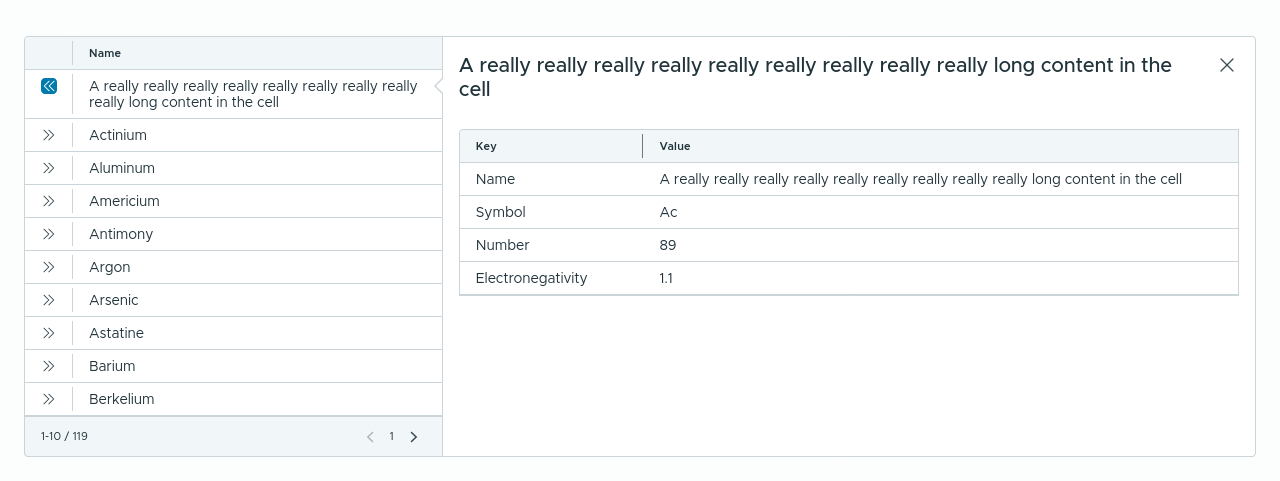 Name
A really really really really really really really really
really long content in the cell
Actinium
Aluminum
Americium
Antimony
Argon
Arsenic
Astatine
Barium
Berkelium
1-10 / 119
1
A really really really really really really really really really long content in the
cell
Key Value
Name A really really really really really really really really really long content in the cell
Symbol Ac
Number 89
Electronegativity 1.1